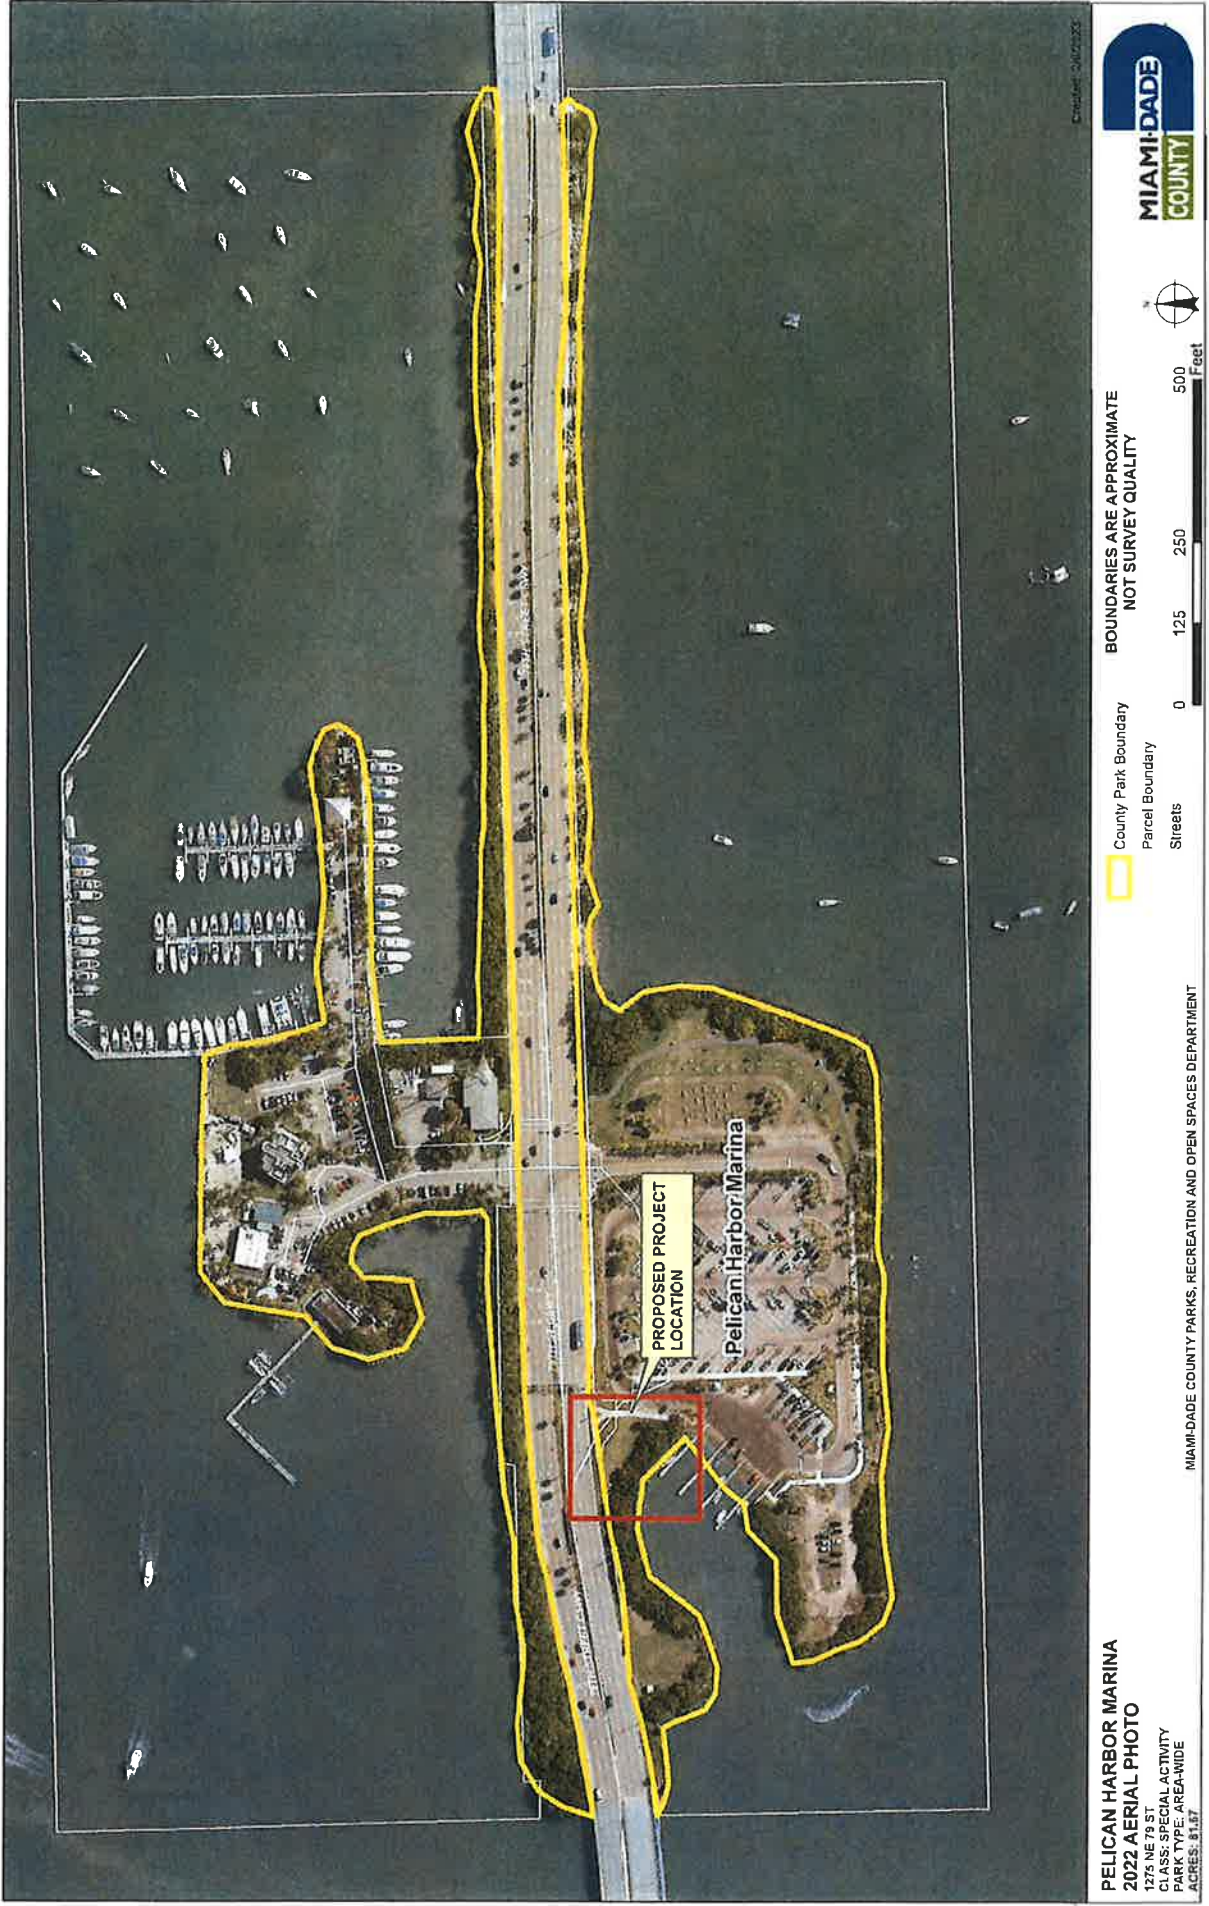 PROPOSED PROJECT
LOCATION
Pelican Harbor Marina
PELICAN HARBOR MARINA
2022 AERIAL PHOTO
1275 NE 79 ST
CLASS: SPECIAL ACTIVITY
PARK TYPE: AREA-WIDE
ACRES: 81.67
MIAMI-DADE COUNTY PARKS, RECREATION AND OPEN SPACES DEPARTMENT
County Park Boundary
Parcel Boundary
Streets
BOUNDARIES ARE APPROXIMATE
NOT SURVEY QUALITY
0 125 250 500
Feet
N
MIAMI-DADE
COUNTY